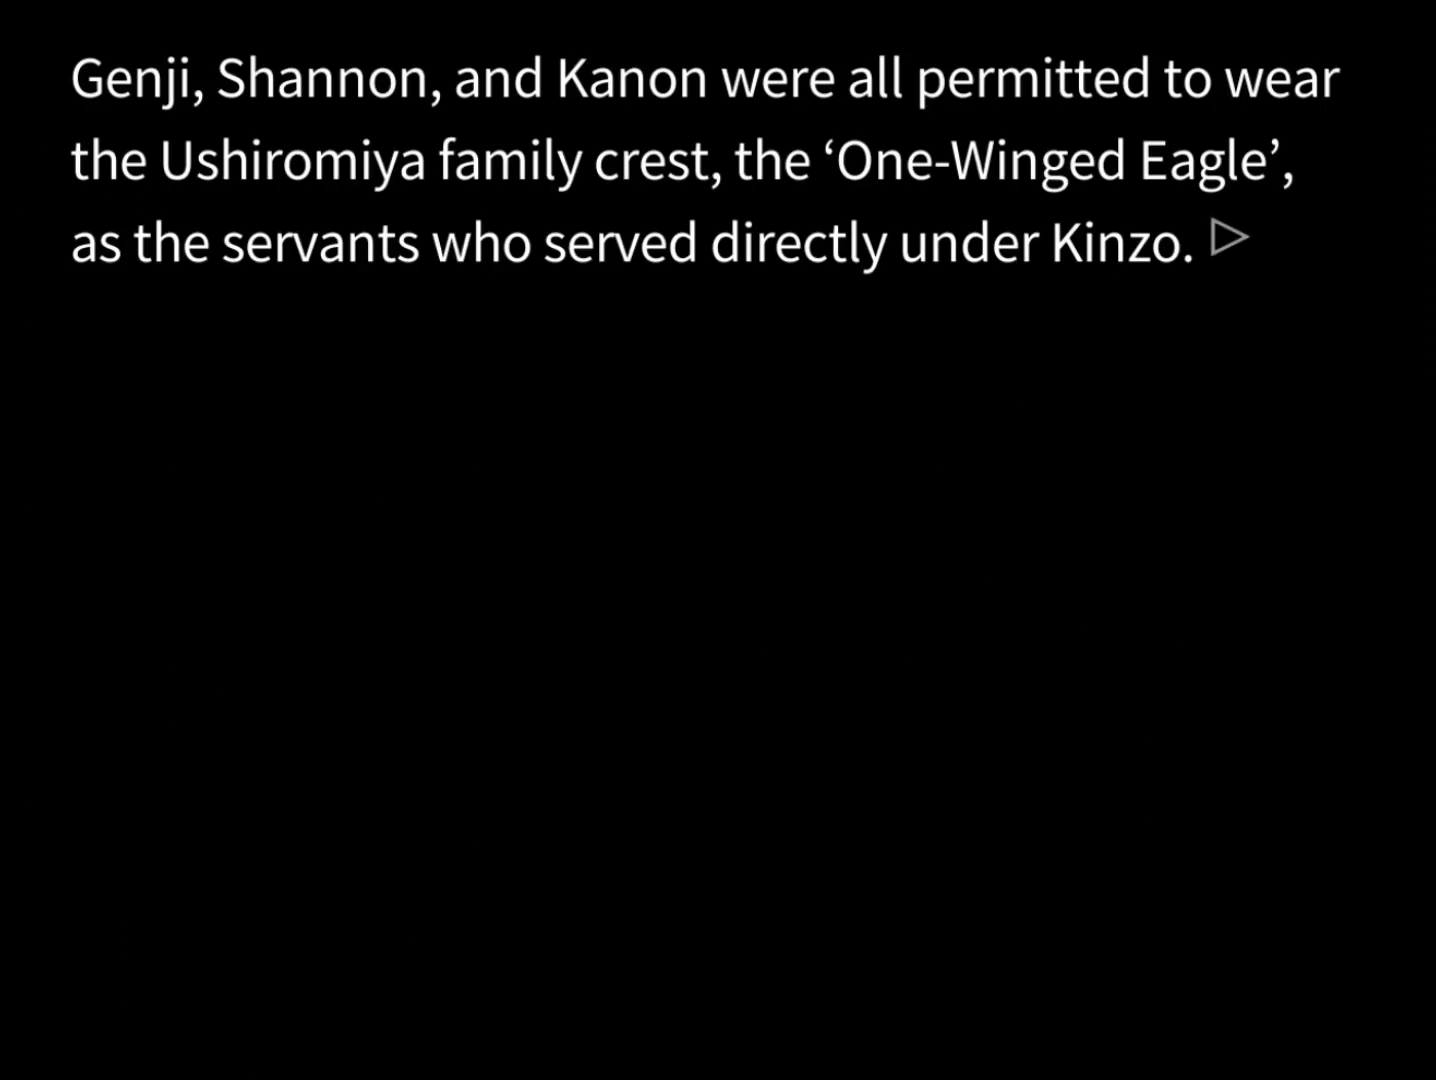 Genji, Shannon, and Kanon were all permitted to wear
the Ushiromiya family crest, the ‘One-Winged Eagle’,
as the servants who served directly under Kinzo.